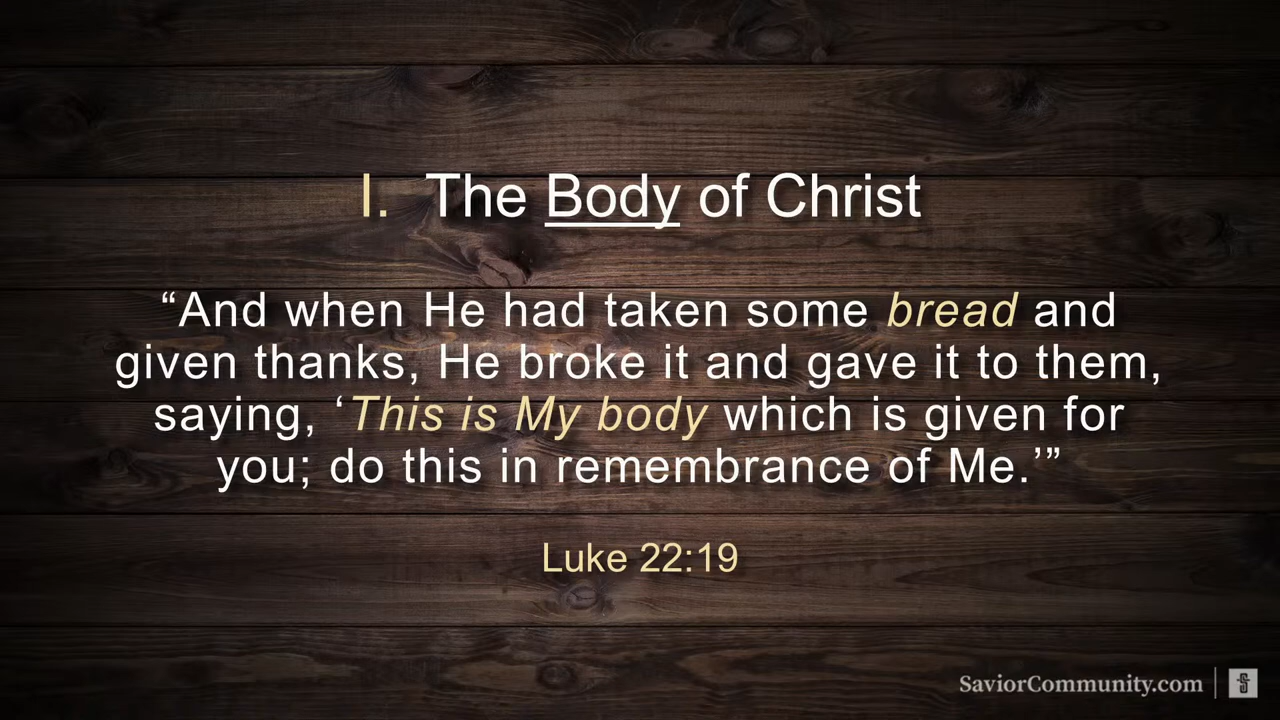 I. The Body of Christ
“And when He had taken some bread and
given thanks, He broke it and gave it to them,
saying, ‘This is My body which is given for
you; do this in remembrance of Me.’”
Luke 22:19
SaviorCommunity.com